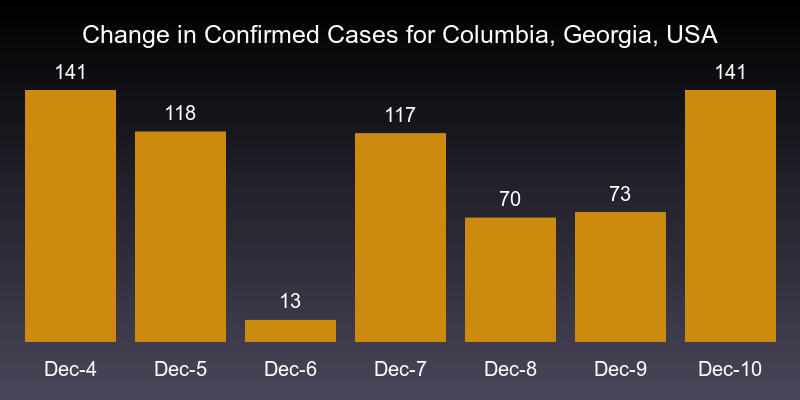 Change in Confirmed Cases for Columbia, Georgia, USA
141
118
13
117
70
73
141
Dec-4
Dec-5
Dec-6
Dec-7
Dec-8
Dec-9
Dec-10